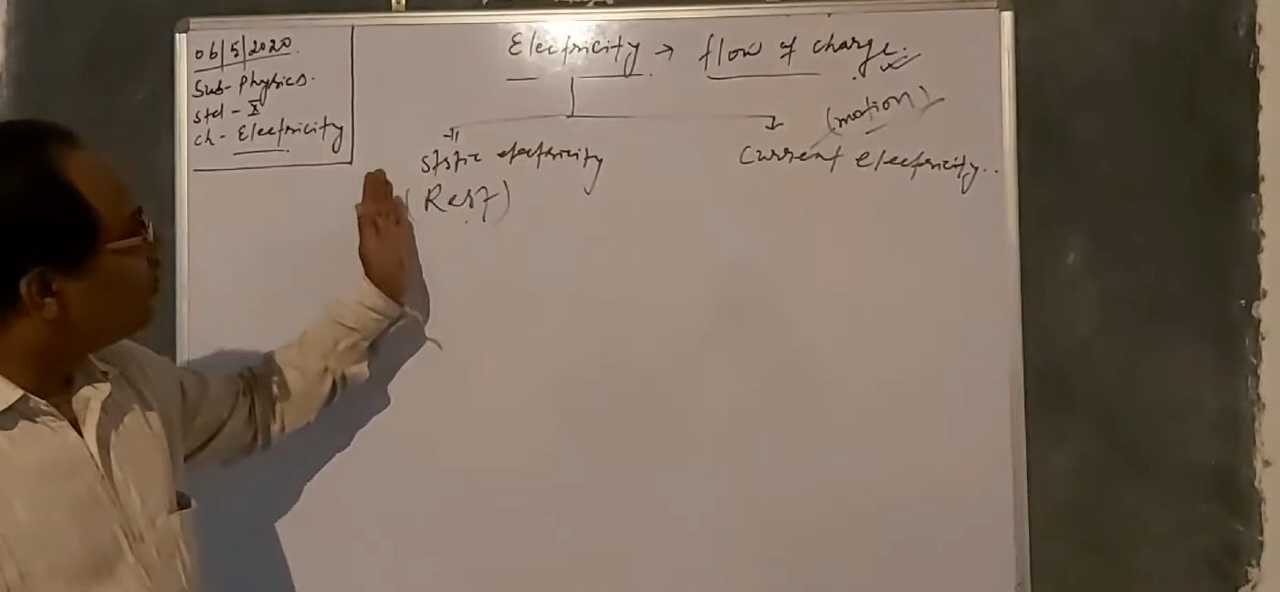 06/5/2020.
Sub- Physics.
Std - X
Ch- Electricity
Electricity → flow of charge.
(motion)
Static electricity
Current electricity..
(Rest)